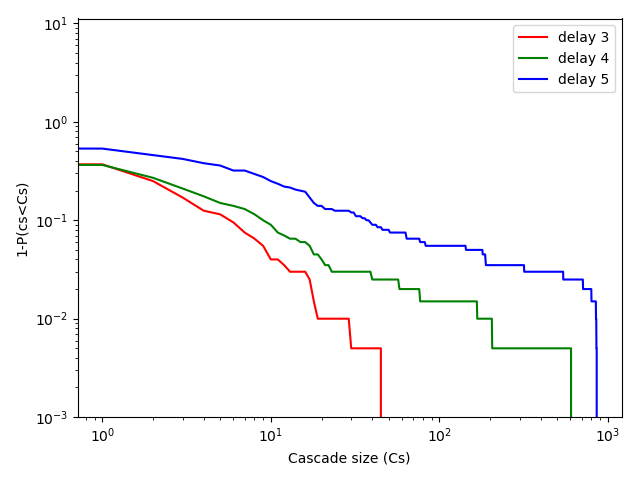 10¹
10⁰
10⁻¹
10⁻²
10⁻³
1-P(cs<Cs)
delay 3
delay 4
delay 5
10⁰
10¹
10²
10³
Cascade size (Cs)